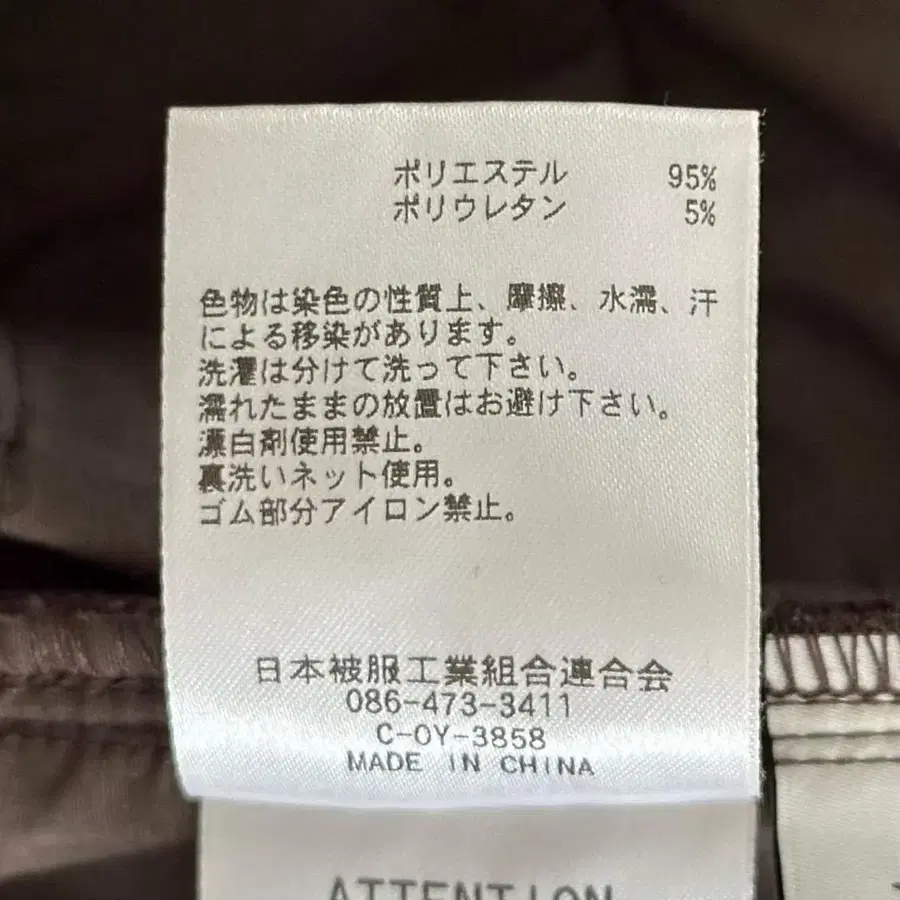 ポリエステル 95%
ポリウレタン 5%
色物は染色の性質上、摩擦、水濡、汗
による移染があります。
洗濯は分けて洗って下さい。
濡れたままの放置はお避け下さい。
漂白剤使用禁止。
裏洗いネット使用。
ゴム部分アイロン禁止。
日本被服工業組合連合会
086-473-3411
C-OY-3858
MADE IN CHINA
ATTENTION